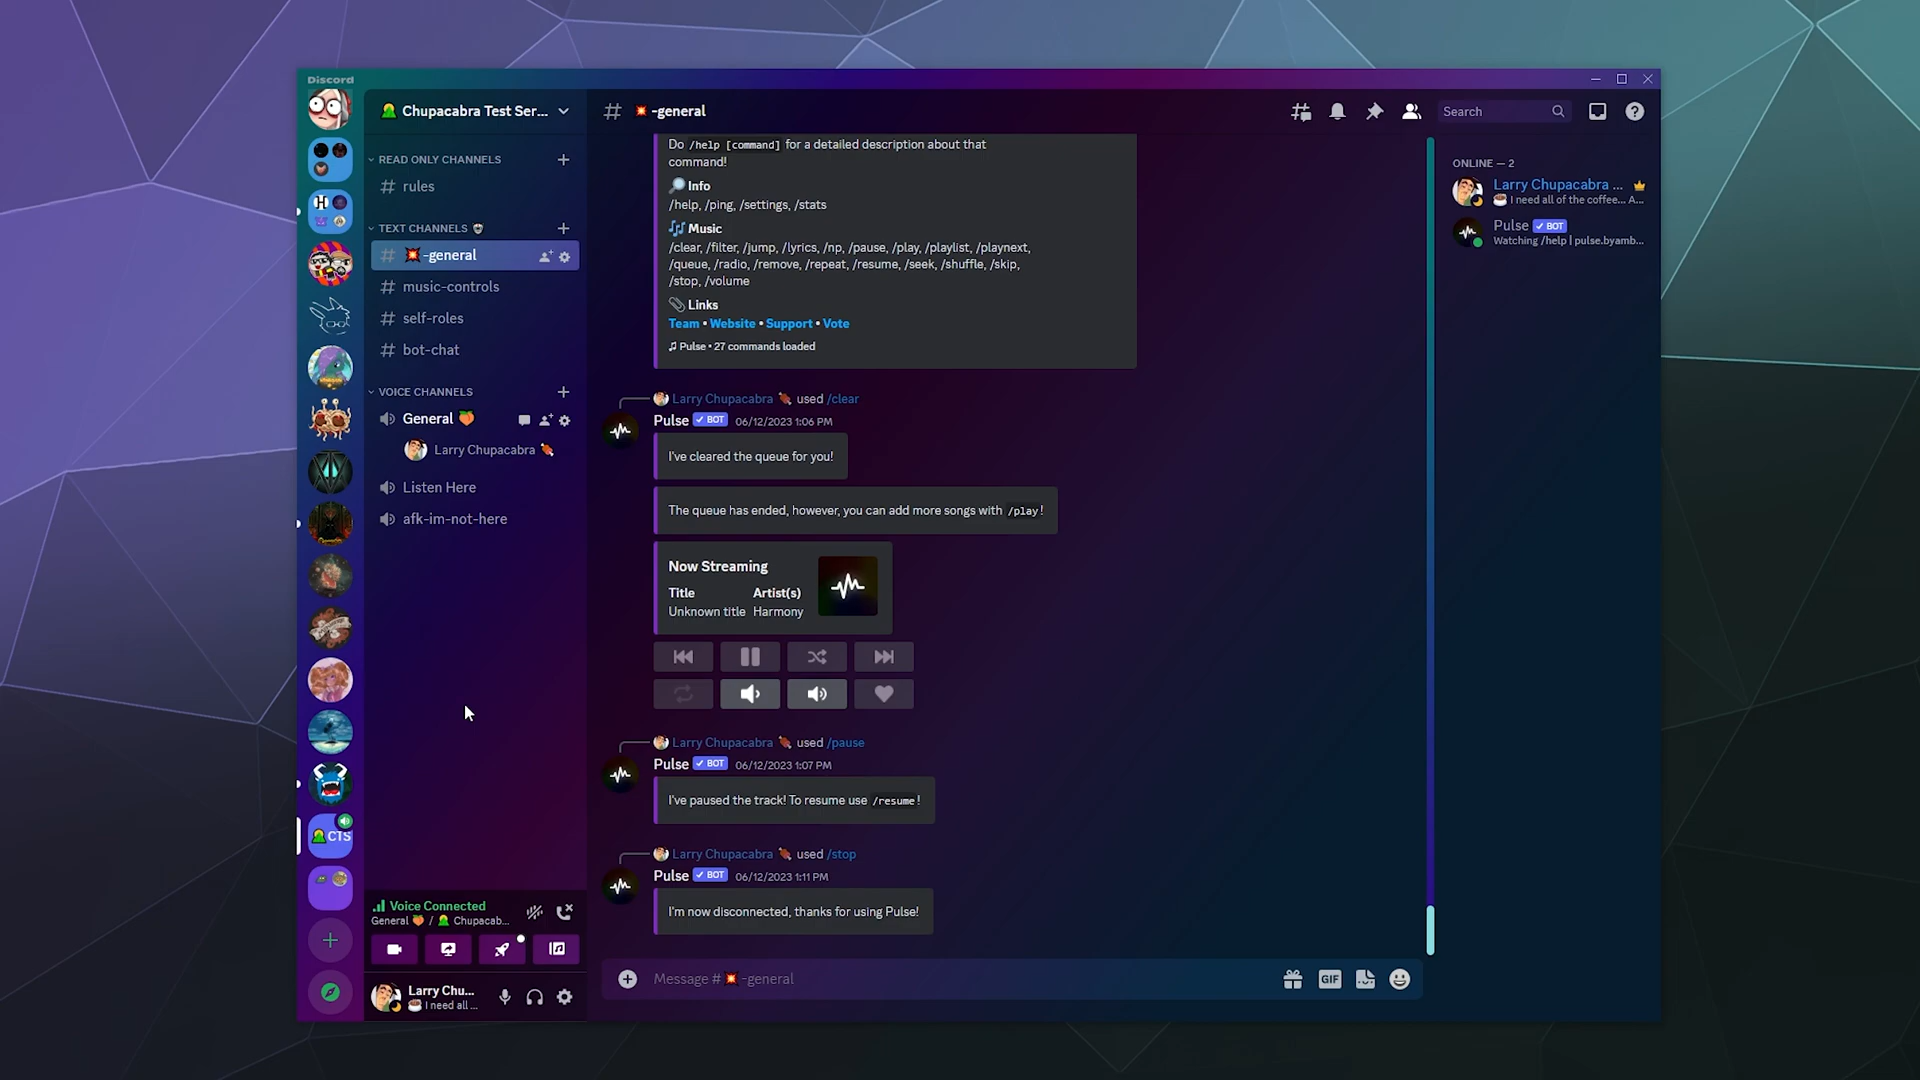 Discord
Chupacabra Test Ser...
READ ONLY CHANNELS
rules
TEXT CHANNELS
-general
music-controls
self-roles
bot-chat
VOICE CHANNELS
General
Larry Chupacabra
Listen Here
afk-im-not-here
CTS
Voice Connected
General / Chupacab...
Larry Chu...
I need all ...
# -general
Search
Do /help [command] for a detailed description about that
command!
Info
/help, /ping, /settings, /stats
Music
/clear, /filter, /jump, /lyrics, /np, /pause, /play, /playlist, /playnext,
/queue, /radio, /remove, /repeat, /resume, /seek, /shuffle, /skip,
/stop, /volume
Links
Team • Website • Support • Vote
Pulse • 27 commands loaded
Larry Chupacabra used /clear
Pulse ✓ BOT 06/12/2023 1:06 PM
I've cleared the queue for you!
The queue has ended, however, you can add more songs with /play!
Now Streaming
Title Artist(s)
Unknown title Harmony
Larry Chupacabra used /pause
Pulse ✓ BOT 06/12/2023 1:07 PM
I've paused the track! To resume use /resume!
Larry Chupacabra used /stop
Pulse ✓ BOT 06/12/2023 1:11 PM
I'm now disconnected, thanks for using Pulse!
Message # -general
GIF
ONLINE — 2
Larry Chupacabra ...
I need all of the coffee... A...
Pulse ✓ BOT
Watching /help | pulse.byamb...